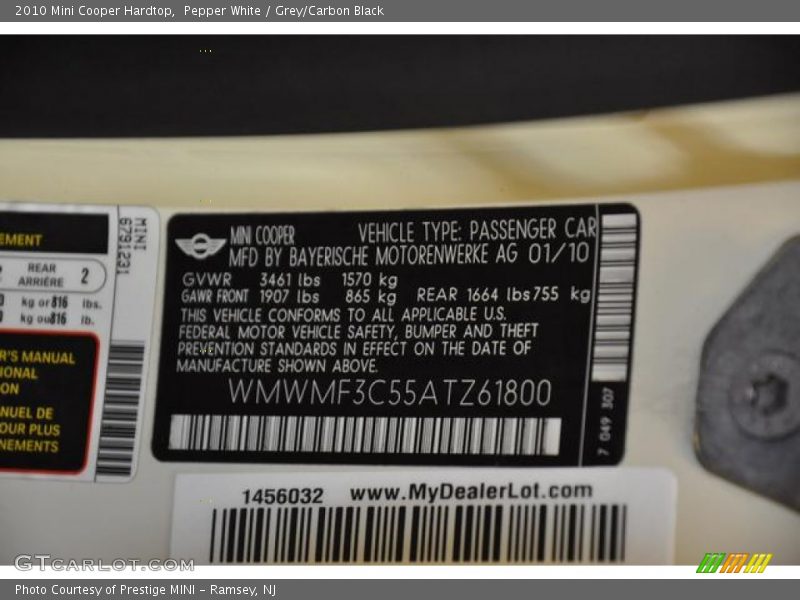 2010 Mini Cooper Hardtop,  Pepper White / Grey/Carbon Black
EMENT
REAR 2
ARRIÈRE
kg or 816 lbs.
kg ou 816 lb.
R'S MANUAL
IONAL
ON
NUEL DE
OUR PLUS
NEMENTS
MINI
6791231
MINI COOPER VEHICLE TYPE: PASSENGER CAR
MFD BY BAYERISCHE MOTORENWERKE AG 01/10
GVWR 3461 lbs 1570 kg
GAWR FRONT 1907 lbs 865 kg REAR 1664 lbs 755 kg
THIS VEHICLE CONFORMS TO ALL APPLICABLE U.S.
FEDERAL MOTOR VEHICLE SAFETY, BUMPER AND THEFT
PREVENTION STANDARDS IN EFFECT ON THE DATE OF
MANUFACTURE SHOWN ABOVE.
WMWMF3C55ATZ61800
7 049 307
1456032 www.MyDealerLot.com
GTCARLOT.COM
Photo Courtesy of Prestige MINI - Ramsey, NJ